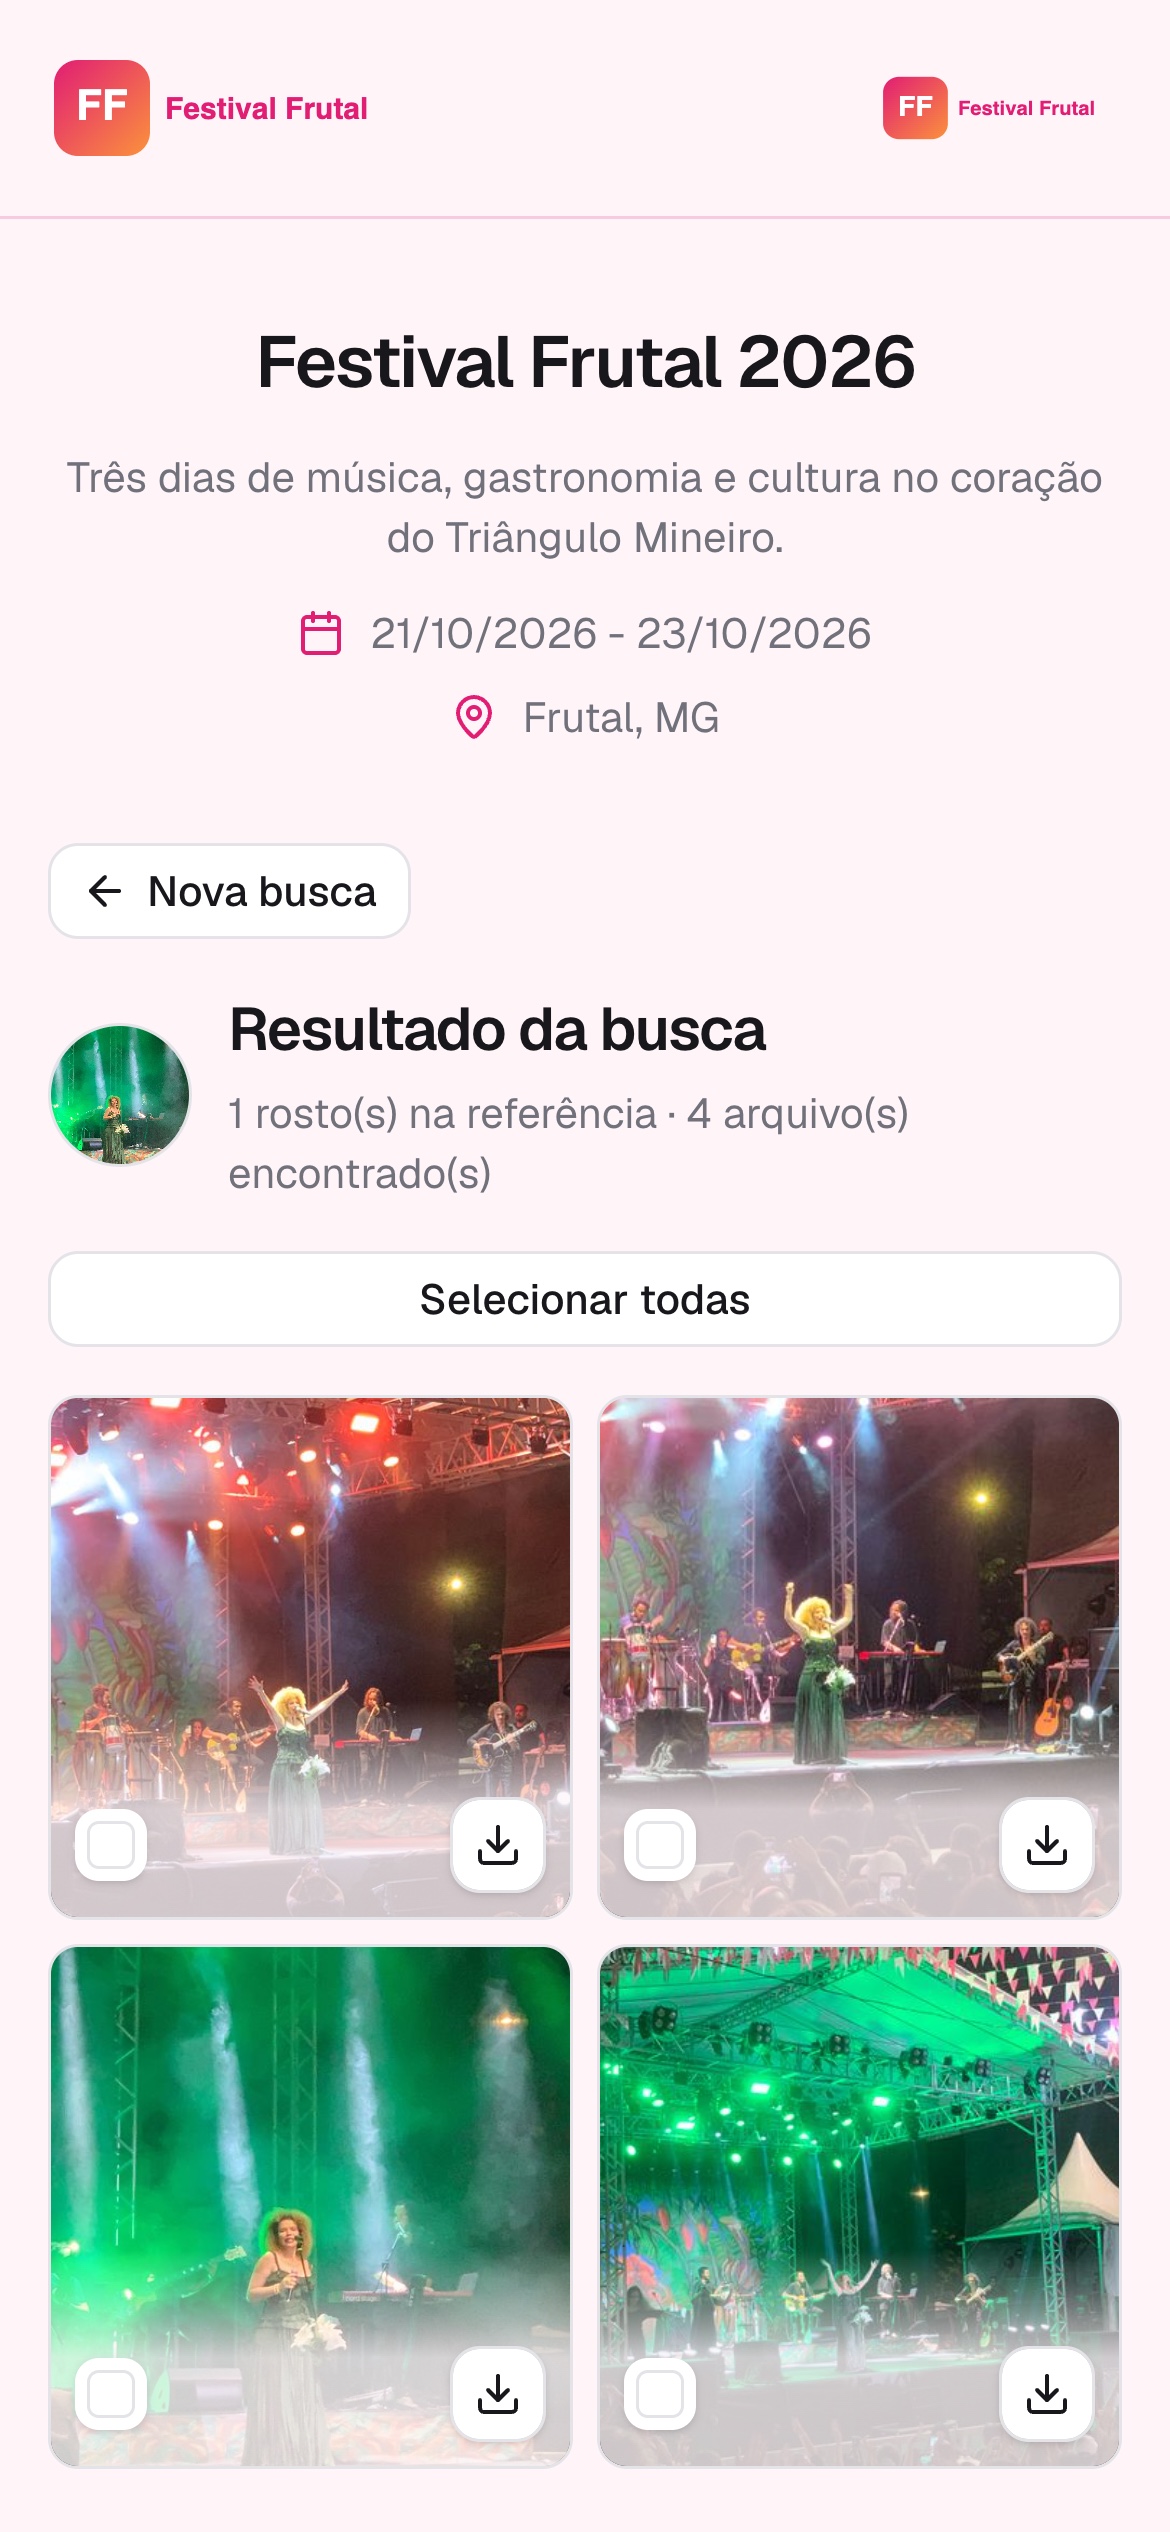 FF Festival Frutal
FF Festival Frutal
Festival Frutal 2026
Três dias de música, gastronomia e cultura no coração
do Triângulo Mineiro.
21/10/2026 - 23/10/2026
Frutal, MG
Nova busca
Resultado da busca
1 rosto(s) na referência · 4 arquivo(s)
encontrado(s)
Selecionar todas